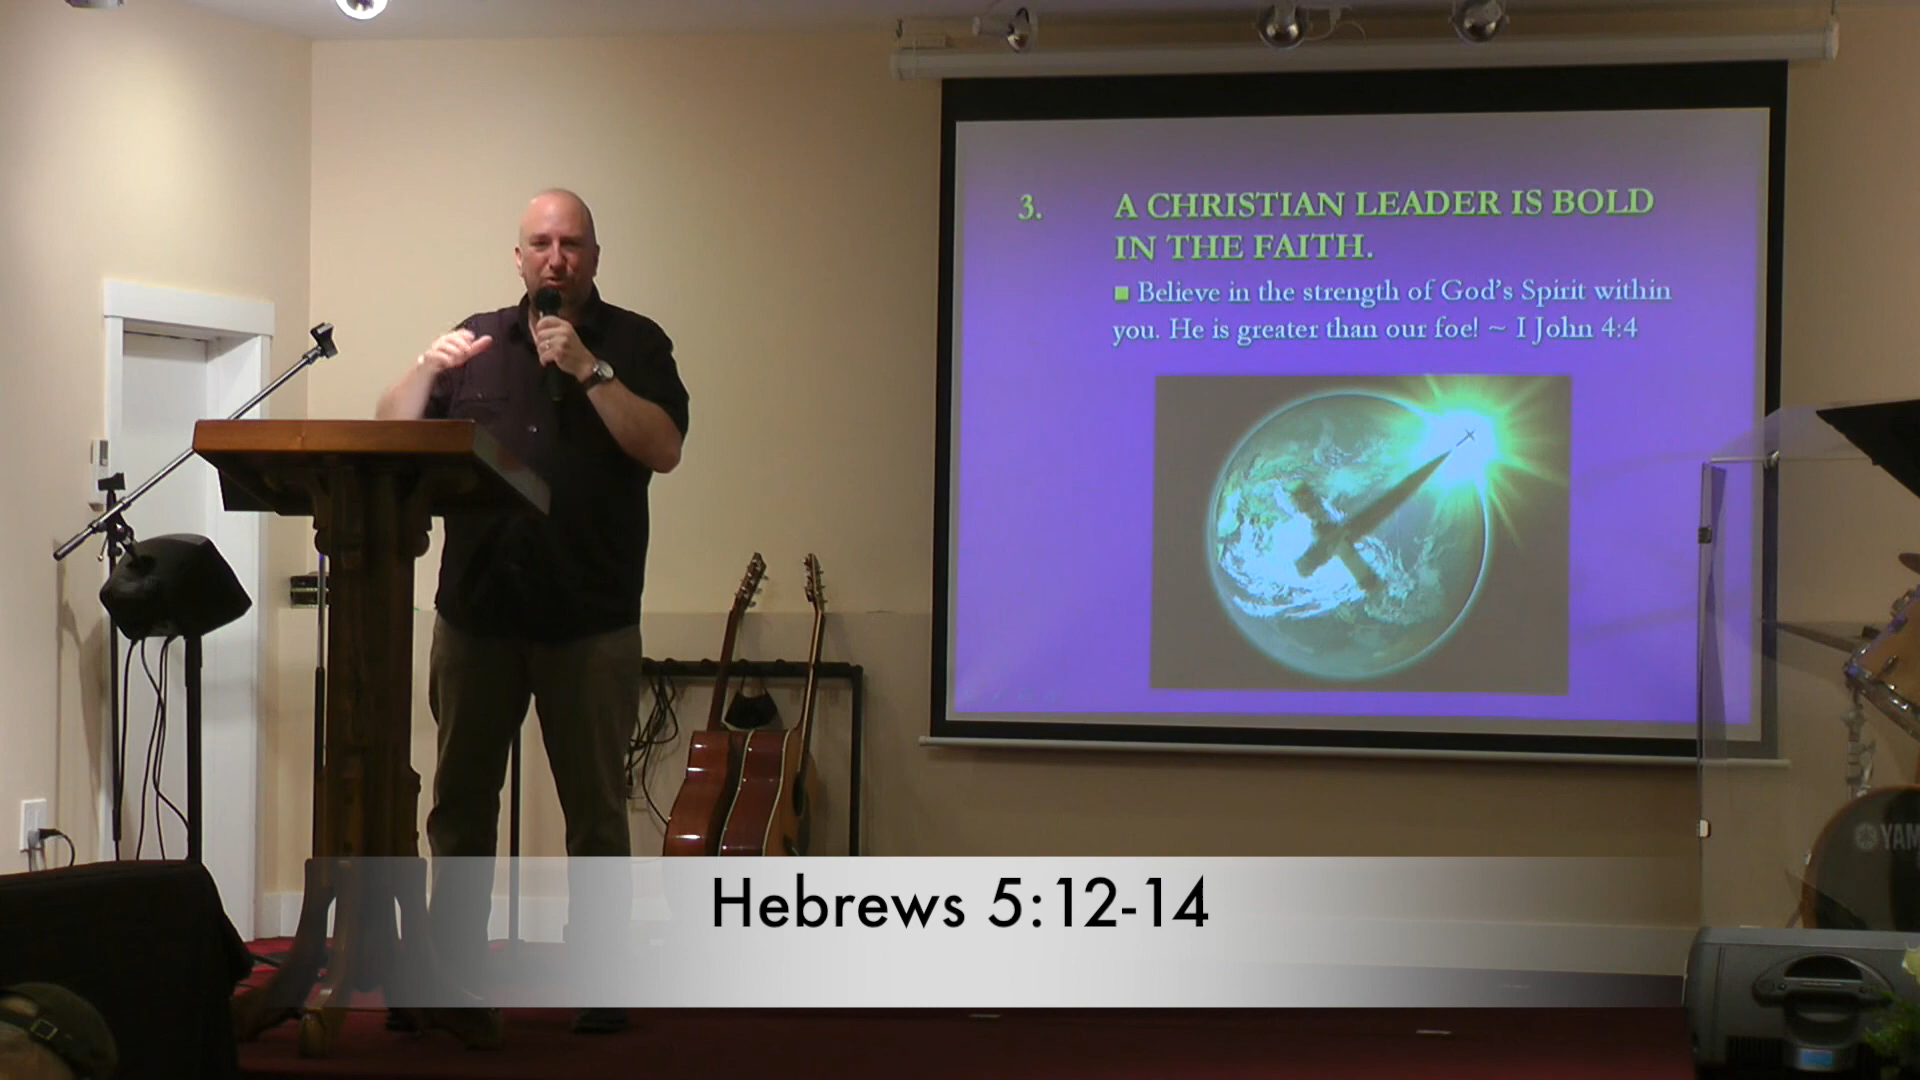 3. A CHRISTIAN LEADER IS BOLD
IN THE FAITH.
■ Believe in the strength of God's Spirit within
you. He is greater than our foe! ~ I John 4:4
YAM
Hebrews 5:12-14